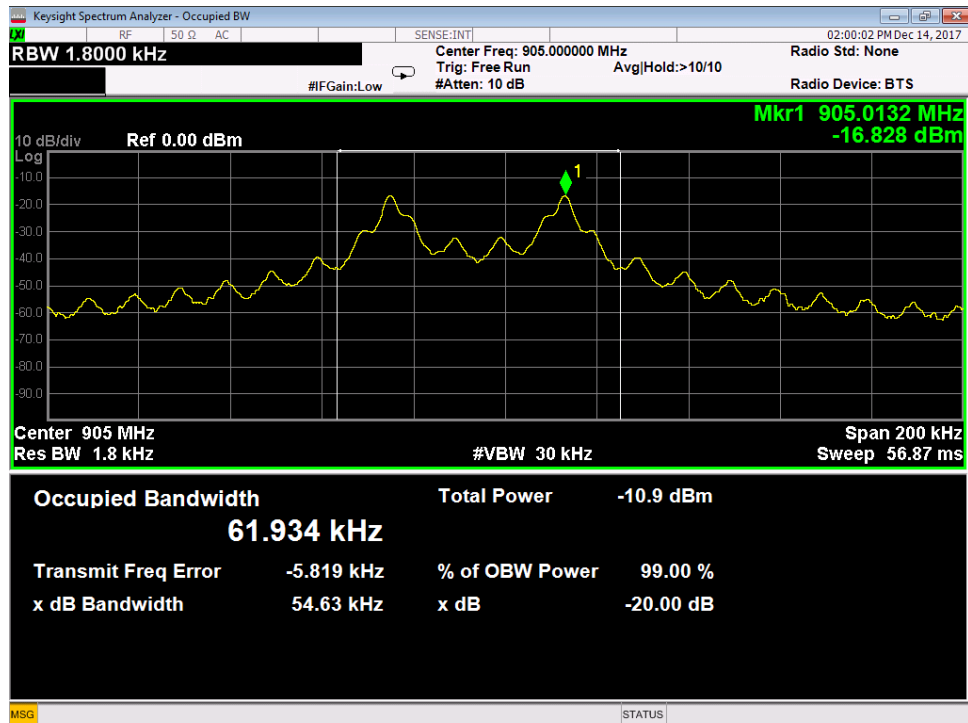 Keysight Spectrum Analyzer - Occupied BW
LXI RF 50 Ω AC SENSE:INT 02:00:02 PM Dec 14, 2017
RBW 1.8000 kHz
Center Freq: 905.000000 MHz Radio Std: None
Trig: Free Run Avg|Hold:>10/10
#IFGain:Low #Atten: 10 dB Radio Device: BTS
Mkr1 905.0132 MHz
-16.828 dBm
10 dB/div Ref 0.00 dBm
Log
-10.0
1
-20.0
-30.0
-40.0
-50.0
-60.0
-70.0
-80.0
-90.0
Center 905 MHz Span 200 kHz
Res BW 1.8 kHz #VBW 30 kHz Sweep 56.87 ms
Occupied Bandwidth Total Power -10.9 dBm
61.934 kHz
Transmit Freq Error -5.819 kHz % of OBW Power 99.00 %
x dB Bandwidth 54.63 kHz x dB -20.00 dB
MSG STATUS